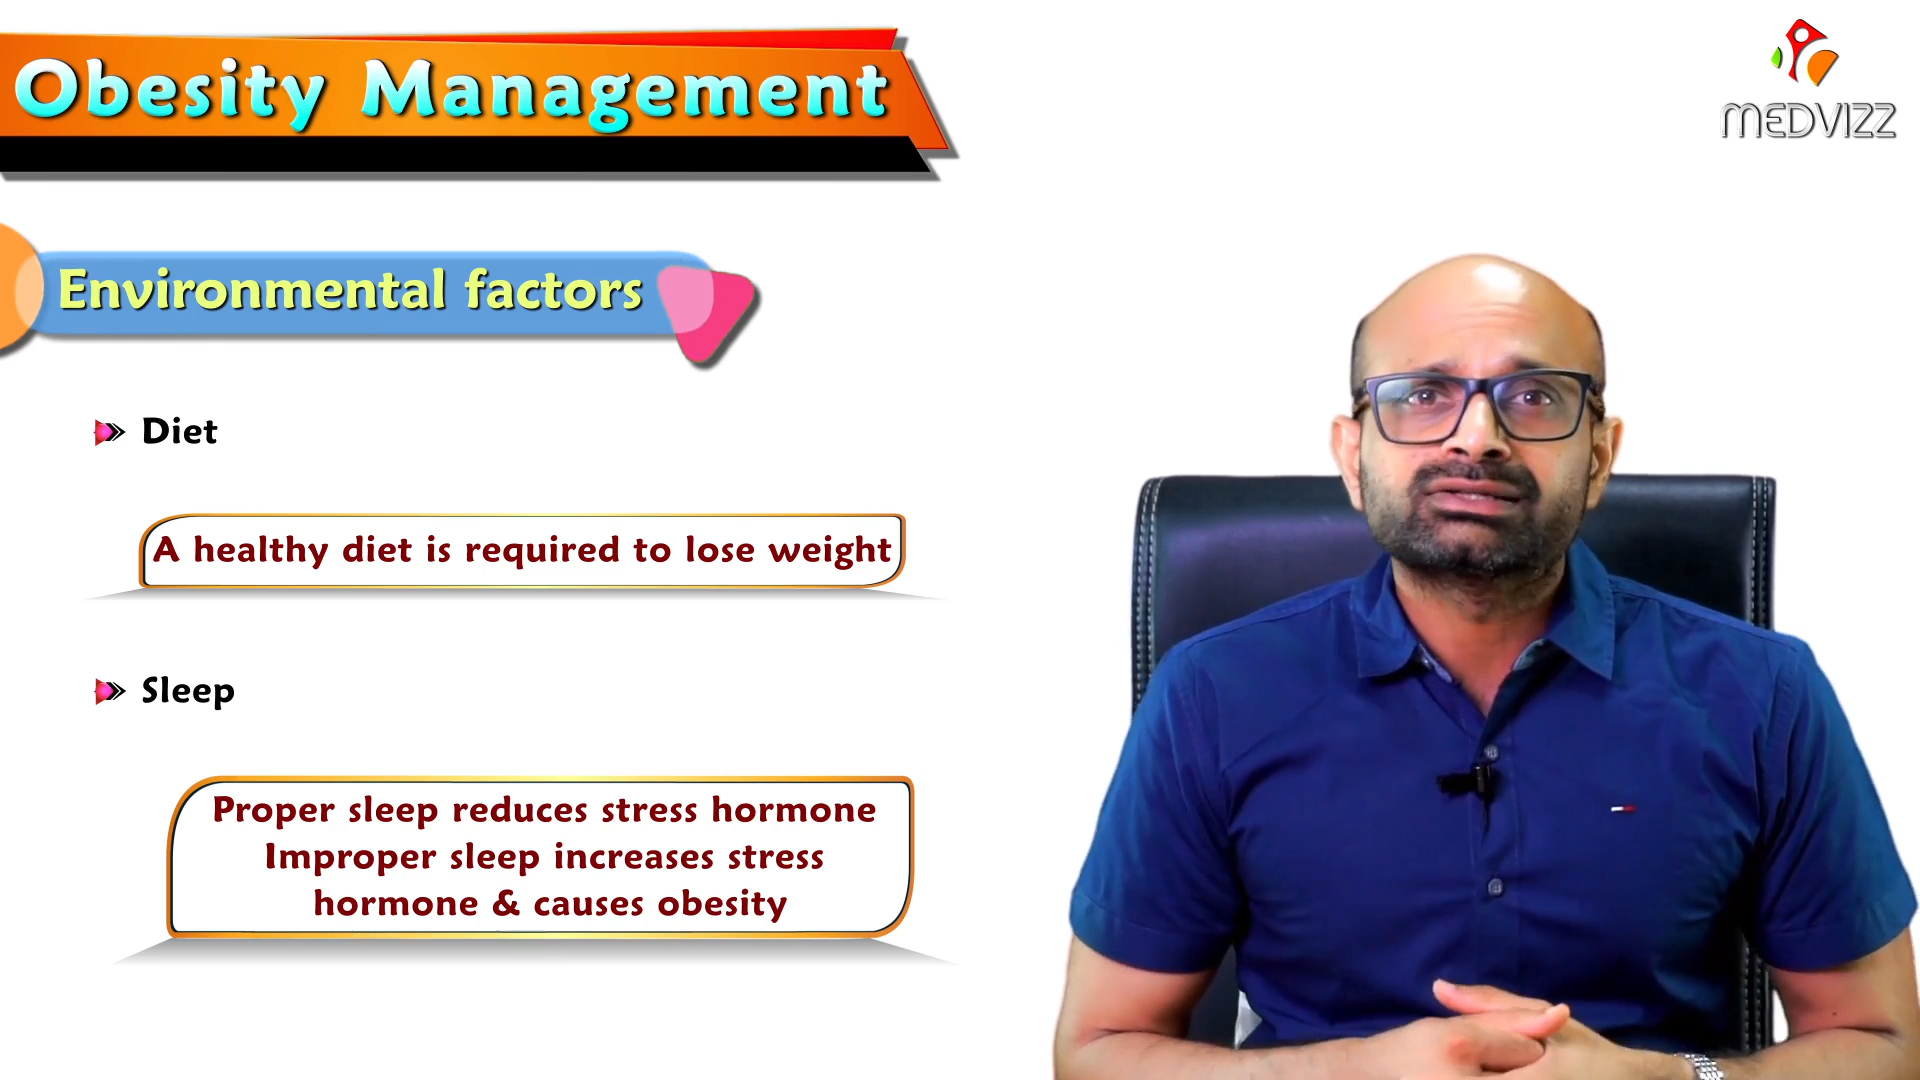 Obesity Management
MEDVIZZ
Environmental factors
Diet
A healthy diet is required to lose weight
Sleep
Proper sleep reduces stress hormone
Improper sleep increases stress
hormone & causes obesity